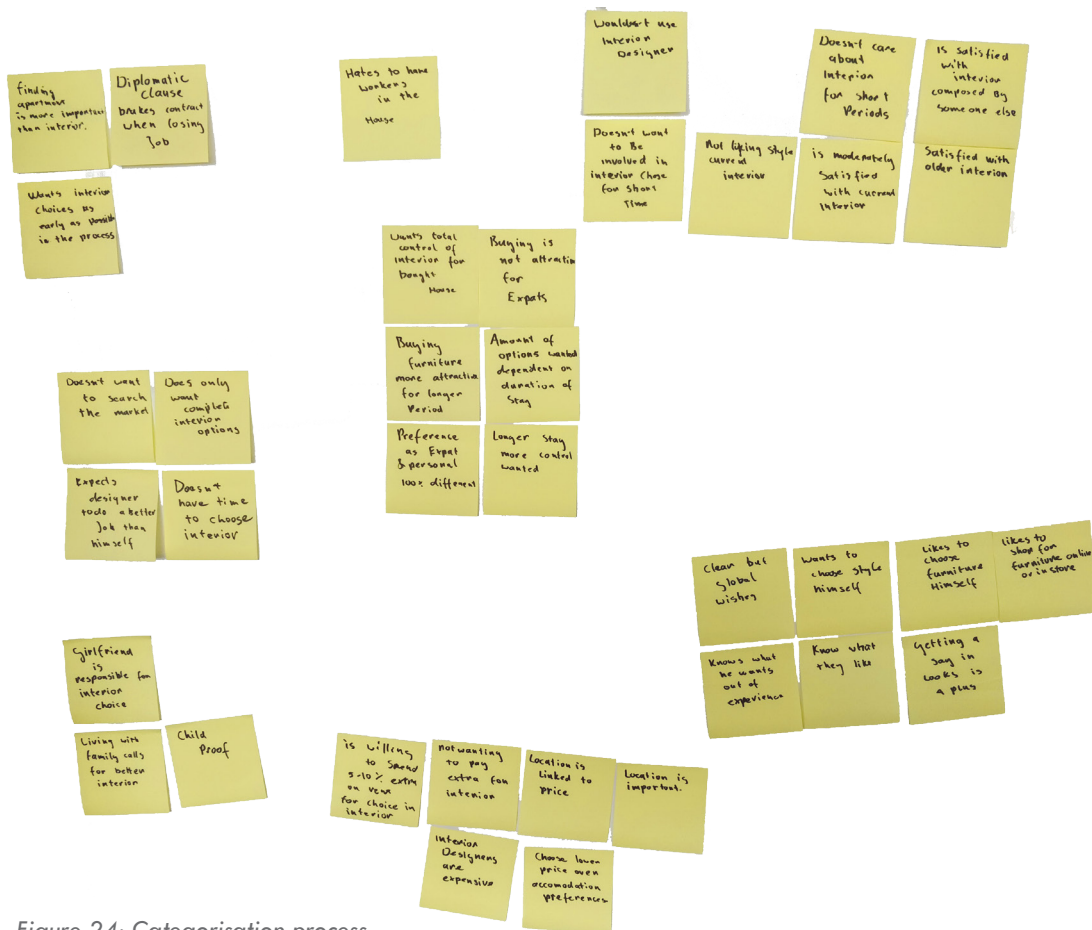 finding
apartment
is more important
than interior.
Diplomatic
clause
brakes contract
when losing
Job
Wants interior
choices as
early as possible
in the process
Hates to have
workers
in the
House
Wouldn't use
Interior
Designer
Doesn't want
to Be
involved in
interior chose
for short
Time
Not liking style
current
interior
Doesn't care
about
Interior
for short
Periods
is moderately
Satisfied
with current
Interior
is satisfied
with
interior
composed By
someone else
Satisfied with
older interior
Wants total
control of
interior for
bought
House
Buying is
not attractive
for
Expats
Buying
furniture
more attractive
for longer
Period
Amount of
options wanted
dependent on
duration of
Stay
Preference
as Expat
& personal
100% different
Longer stay
more control
wanted
Doesn't want
to search
the market
Does only
want
complete
interior
options
Expects
designer
to do a better
Job than
himself
Doesn't
have time
to choose
interior
Girlfriend
is
responsible for
interior
choice
Living with
family calls
for better
interior
Child
Proof
Clear but
global
wishes
Wants to
choose style
himself
Likes to
choose
furniture
Himself
likes to
shop for
furniture online
or in store
Knows what
he wants
out of
experience
Know what
they like
Getting a
say in
Looks is
a plus
is willing
to spend
5-10% extra
on
for choice in
interior
not wanting
to pay
extra for
interior
Location is
Linked to
price
Location is
important.
Interior
Designers
are
expensive
Choose lower
price over
accomodation
preferences
Figure 24: Categorisation process